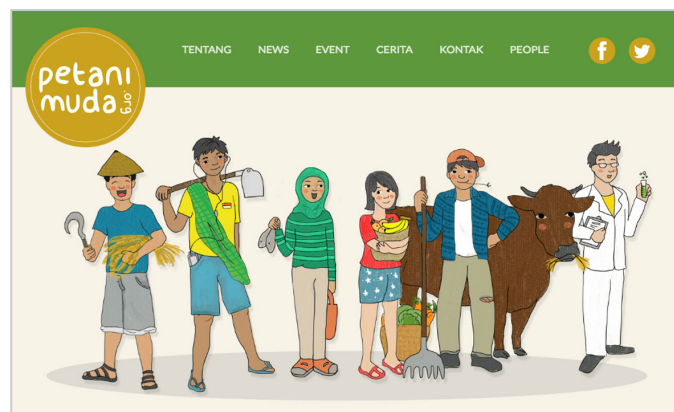 petani
muda
.org
TENTANG
NEWS
EVENT
CERITA
KONTAK
PEOPLE